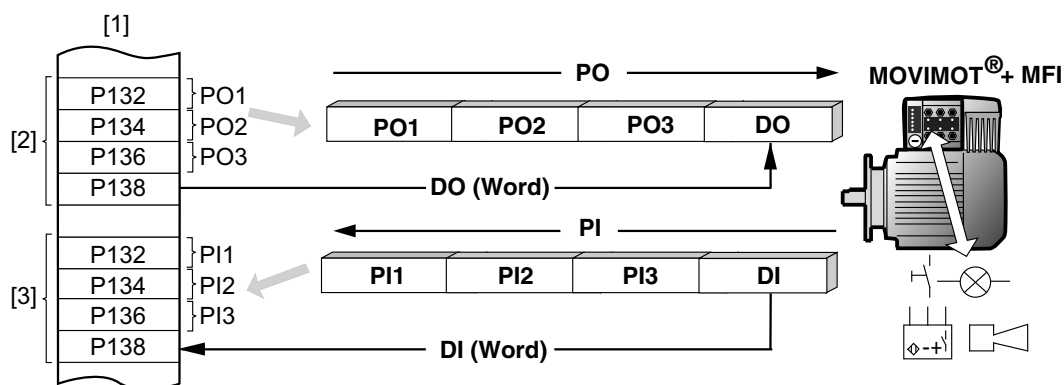 [1]
PO
MOVIMOT®+ MFI
P132 PO1
P134 PO2
P136 PO3
P138
[2]
PO1 PO2 PO3 DO
DO (Word)
PI
P132 PI1
P134 PI2
P136 PI3
P138
[3]
PI1 PI2 PI3 DI
DI (Word)